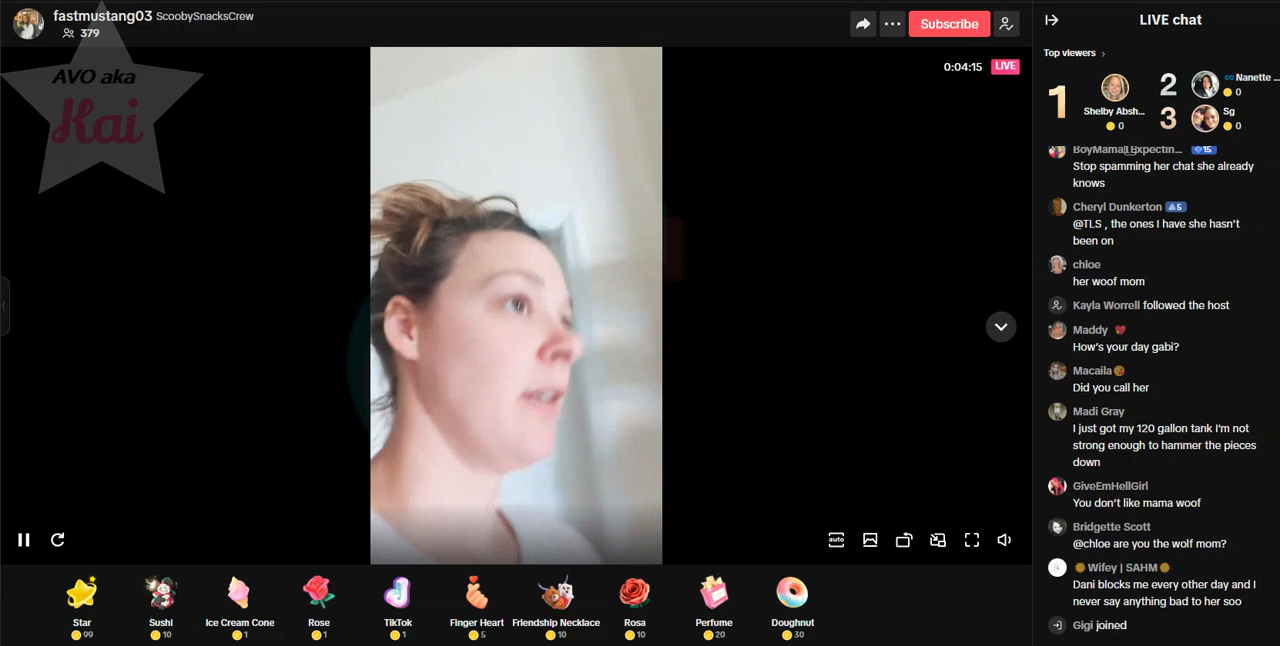 fastmustang03 ScoobySnacksCrew
379
Subscribe
AVO aka
Kai
0:04:15 LIVE
auto
Star
99
Sushi
10
Ice Cream Cone
1
Rose
1
TikTok
1
Finger Heart
5
Friendship Necklace
10
Rosa
10
Perfume
20
Doughnut
30
LIVE chat
Top viewers
1
Shelby Absh...
0
2
Nanette ...
0
3
Sg
0
15
Stop spamming her chat she already
knows
Cheryl Dunkerton 5
@TLS , the ones I have she hasn't
been on
chloe
her woof mom
Kayla Worrell followed the host
Maddy
How's your day gabi?
Macaila
Did you call her
Madi Gray
I just got my 120 gallon tank I'm not
strong enough to hammer the pieces
down
GiveEmHellGirl
You don't like mama woof
Bridgette Scott
@chloe are you the wolf mom?
Wifey | SAHM
Dani blocks me every other day and I
never say anything bad to her soo
Gigi joined